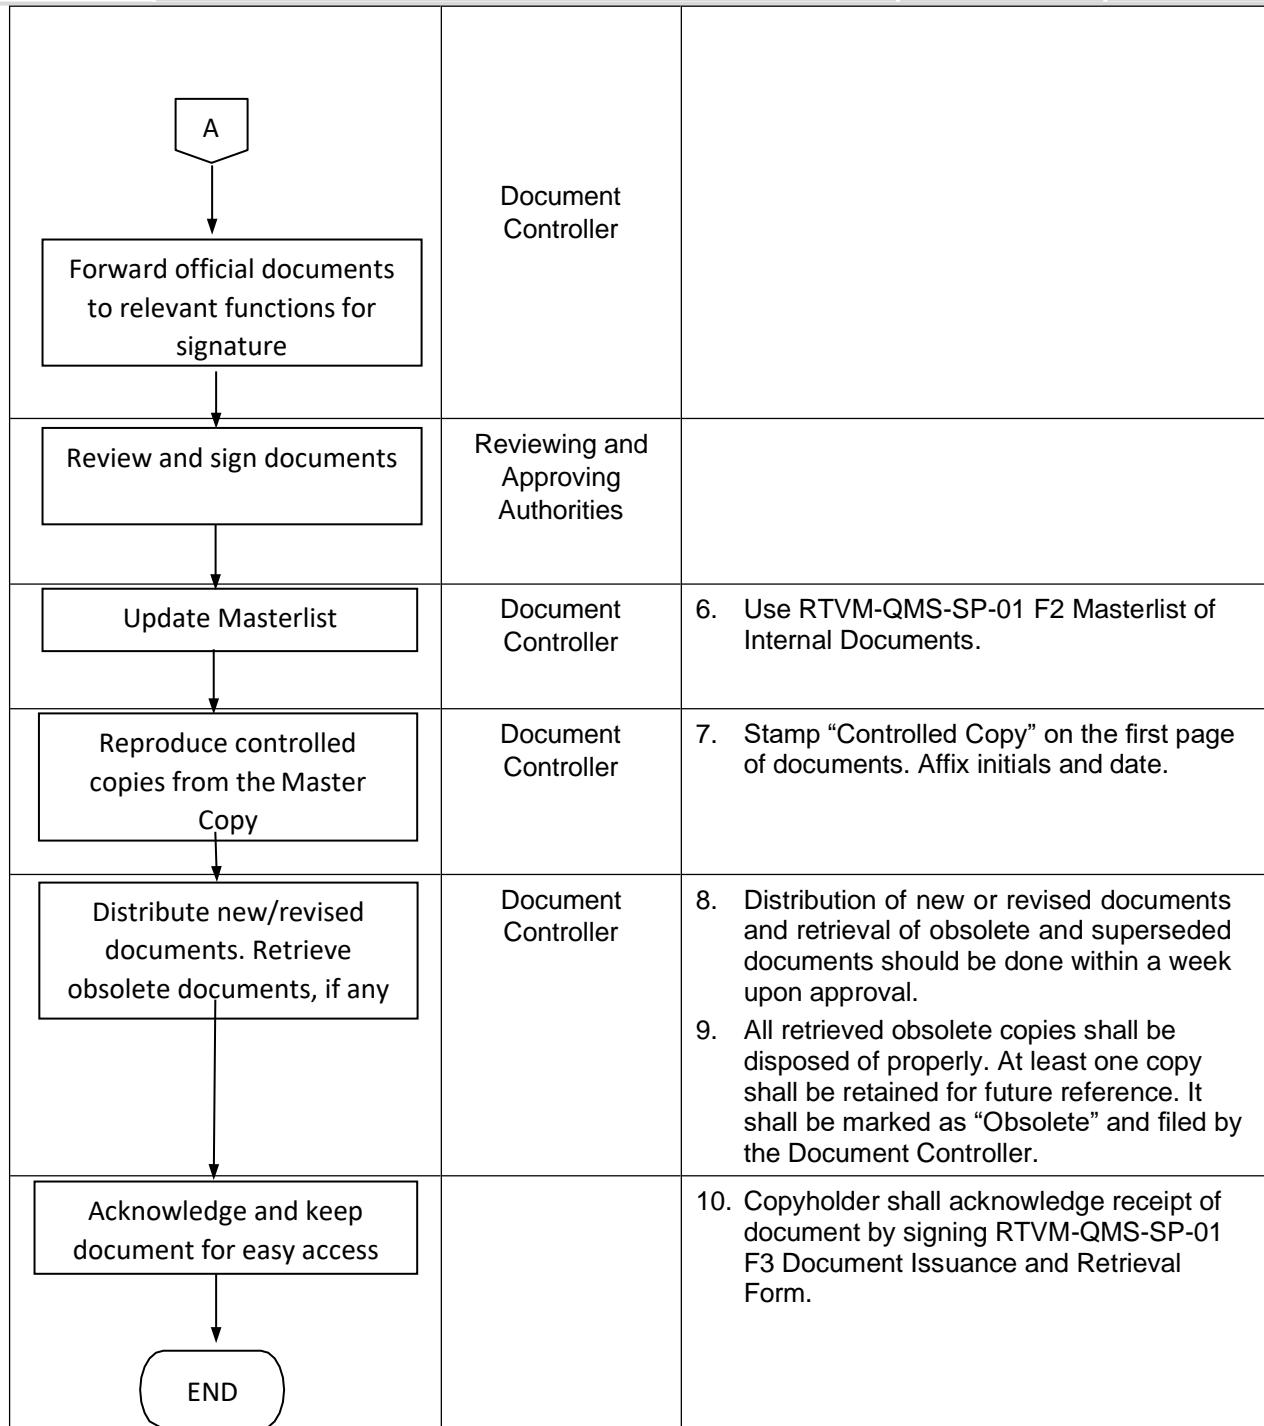 A
Document
Controller
Forward official documents
to relevant functions for
signature
Review and sign documents
Reviewing and
Approving
Authorities
Update Masterlist
Document
Controller
6. Use RTVM-QMS-SP-01 F2 Masterlist of
Internal Documents.
Reproduce controlled
copies from the Master
Copy
Document
Controller
7. Stamp “Controlled Copy” on the first page
of documents. Affix initials and date.
Distribute new/revised
documents. Retrieve
obsolete documents, if any
Document
Controller
8. Distribution of new or revised documents
and retrieval of obsolete and superseded
documents should be done within a week
upon approval.
9. All retrieved obsolete copies shall be
disposed of properly. At least one copy
shall be retained for future reference. It
shall be marked as “Obsolete” and filed by
the Document Controller.
Acknowledge and keep
document for easy access
10. Copyholder shall acknowledge receipt of
document by signing RTVM-QMS-SP-01
F3 Document Issuance and Retrieval
Form.
END